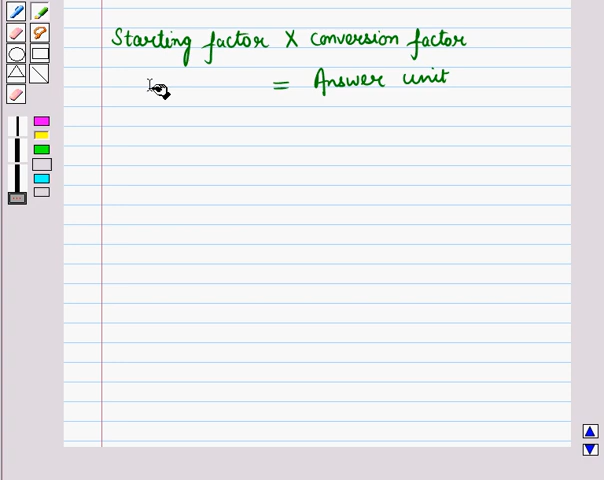 Starting factor X conversion factor
= Answer unit